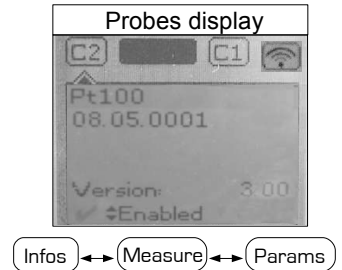 Probes display
C2 C1
Pt100
08.05.0001
Version: 3.00
Enabled
Infos Measure Params